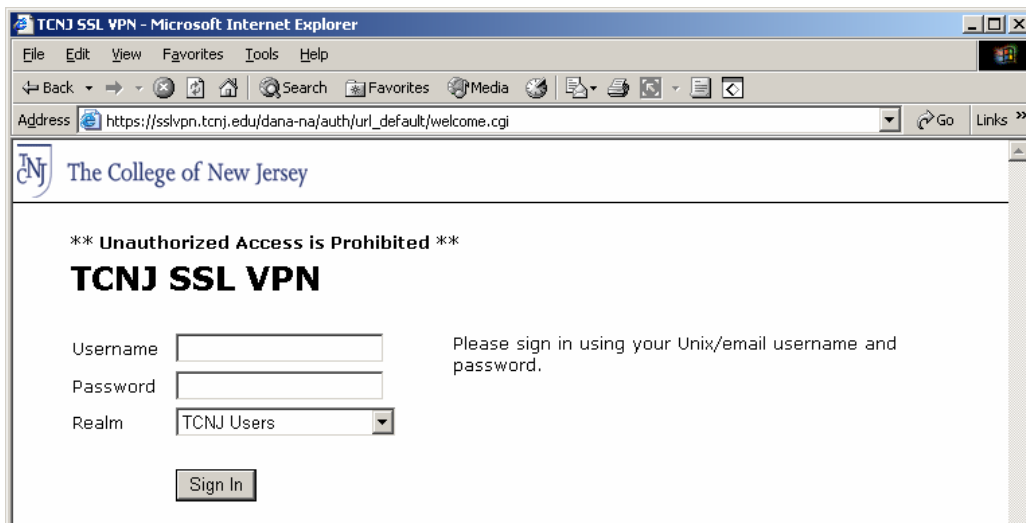 TCNJ SSL VPN - Microsoft Internet Explorer
File Edit View Favorites Tools Help
Back Search Favorites Media
Address https://sslvpn.tcnj.edu/dana-na/auth/url_default/welcome.cgi Go Links »
TCNJ The College of New Jersey
** Unauthorized Access is Prohibited **
TCNJ SSL VPN
Username
Please sign in using your Unix/email username and
password.
Password
Realm TCNJ Users
Sign In